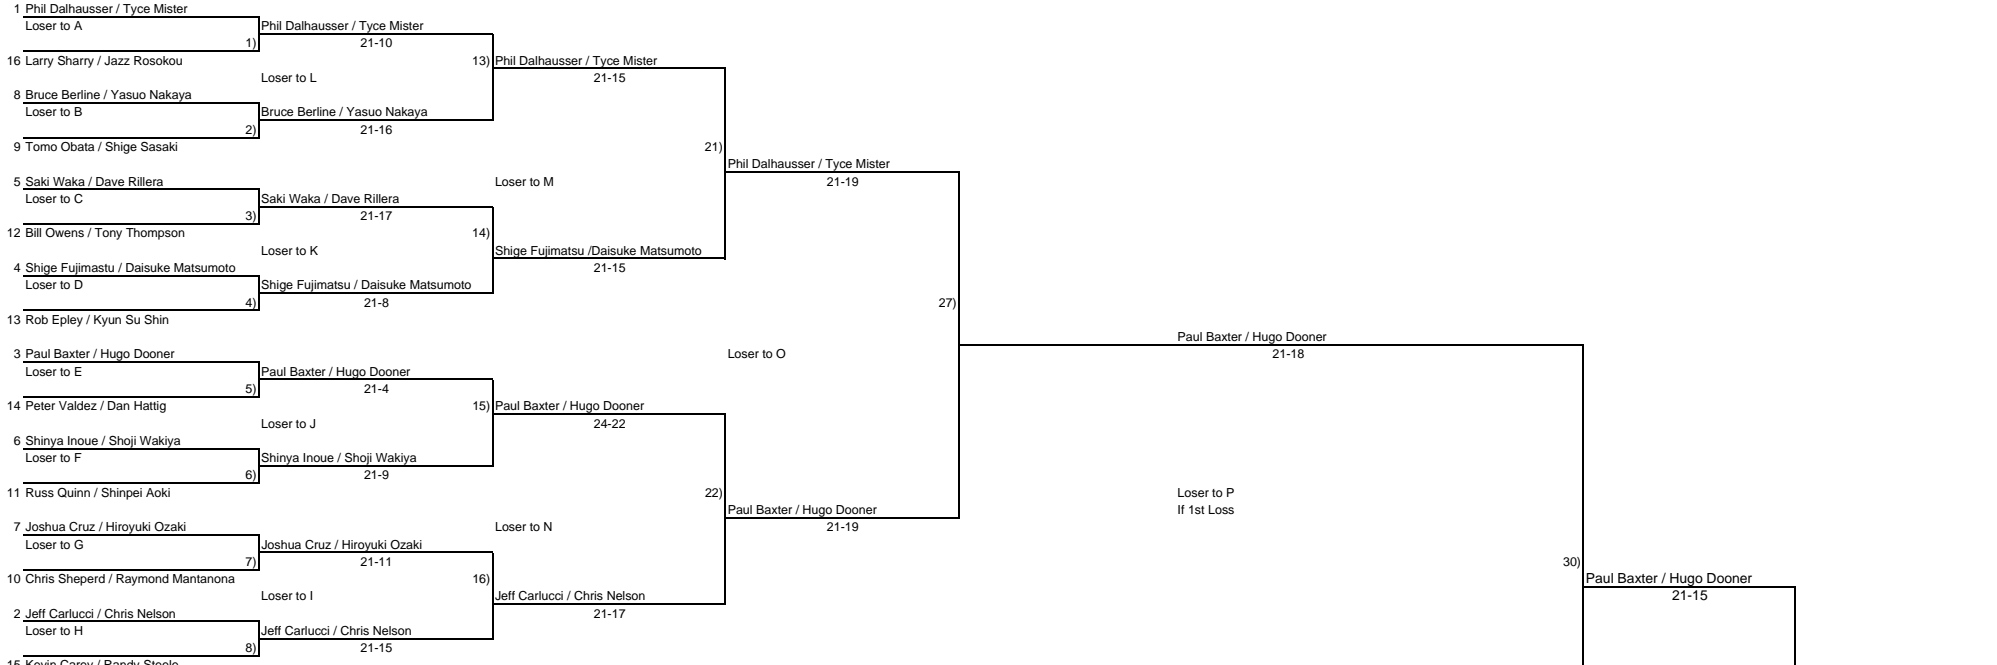 1 Phil Dalhausser / Tyce Mister
Loser to A
Phil Dalhausser / Tyce Mister
1)
21-10
16 Larry Sharry / Jazz Rosokou
13) Phil Dalhausser / Tyce Mister
Loser to L
21-15
8 Bruce Berline / Yasuo Nakaya
Loser to B
Bruce Berline / Yasuo Nakaya
2)
21-16
9 Tomo Obata / Shige Sasaki
21)
Phil Dalhausser / Tyce Mister
5 Saki Waka / Dave Rillera
Loser to M
21-19
Loser to C
Saki Waka / Dave Rillera
3)
21-17
12 Bill Owens / Tony Thompson
14)
Loser to K
Shige Fujimatsu /Daisuke Matsumoto
4 Shige Fujimastu / Daisuke Matsumoto
21-15
Loser to D
Shige Fujimatsu / Daisuke Matsumoto
4)
21-8
27)
13 Rob Epley / Kyun Su Shin
Paul Baxter / Hugo Dooner
3 Paul Baxter / Hugo Dooner
Loser to O
21-18
Loser to E
Paul Baxter / Hugo Dooner
5)
21-4
14 Peter Valdez / Dan Hattig
15) Paul Baxter / Hugo Dooner
Loser to J
24-22
6 Shinya Inoue / Shoji Wakiya
Loser to F
Shinya Inoue / Shoji Wakiya
6)
21-9
11 Russ Quinn / Shinpei Aoki
22)
Loser to P
Paul Baxter / Hugo Dooner
If 1st Loss
7 Joshua Cruz / Hiroyuki Ozaki
Loser to N
21-19
Loser to G
Joshua Cruz / Hiroyuki Ozaki
7)
21-11
30)
10 Chris Sheperd / Raymond Mantanona
16)
Paul Baxter / Hugo Dooner
Loser to I
Jeff Carlucci / Chris Nelson
21-15
2 Jeff Carlucci / Chris Nelson
21-17
Loser to H
Jeff Carlucci / Chris Nelson
8)
21-15
15 Kevin Carey / Randy Steele